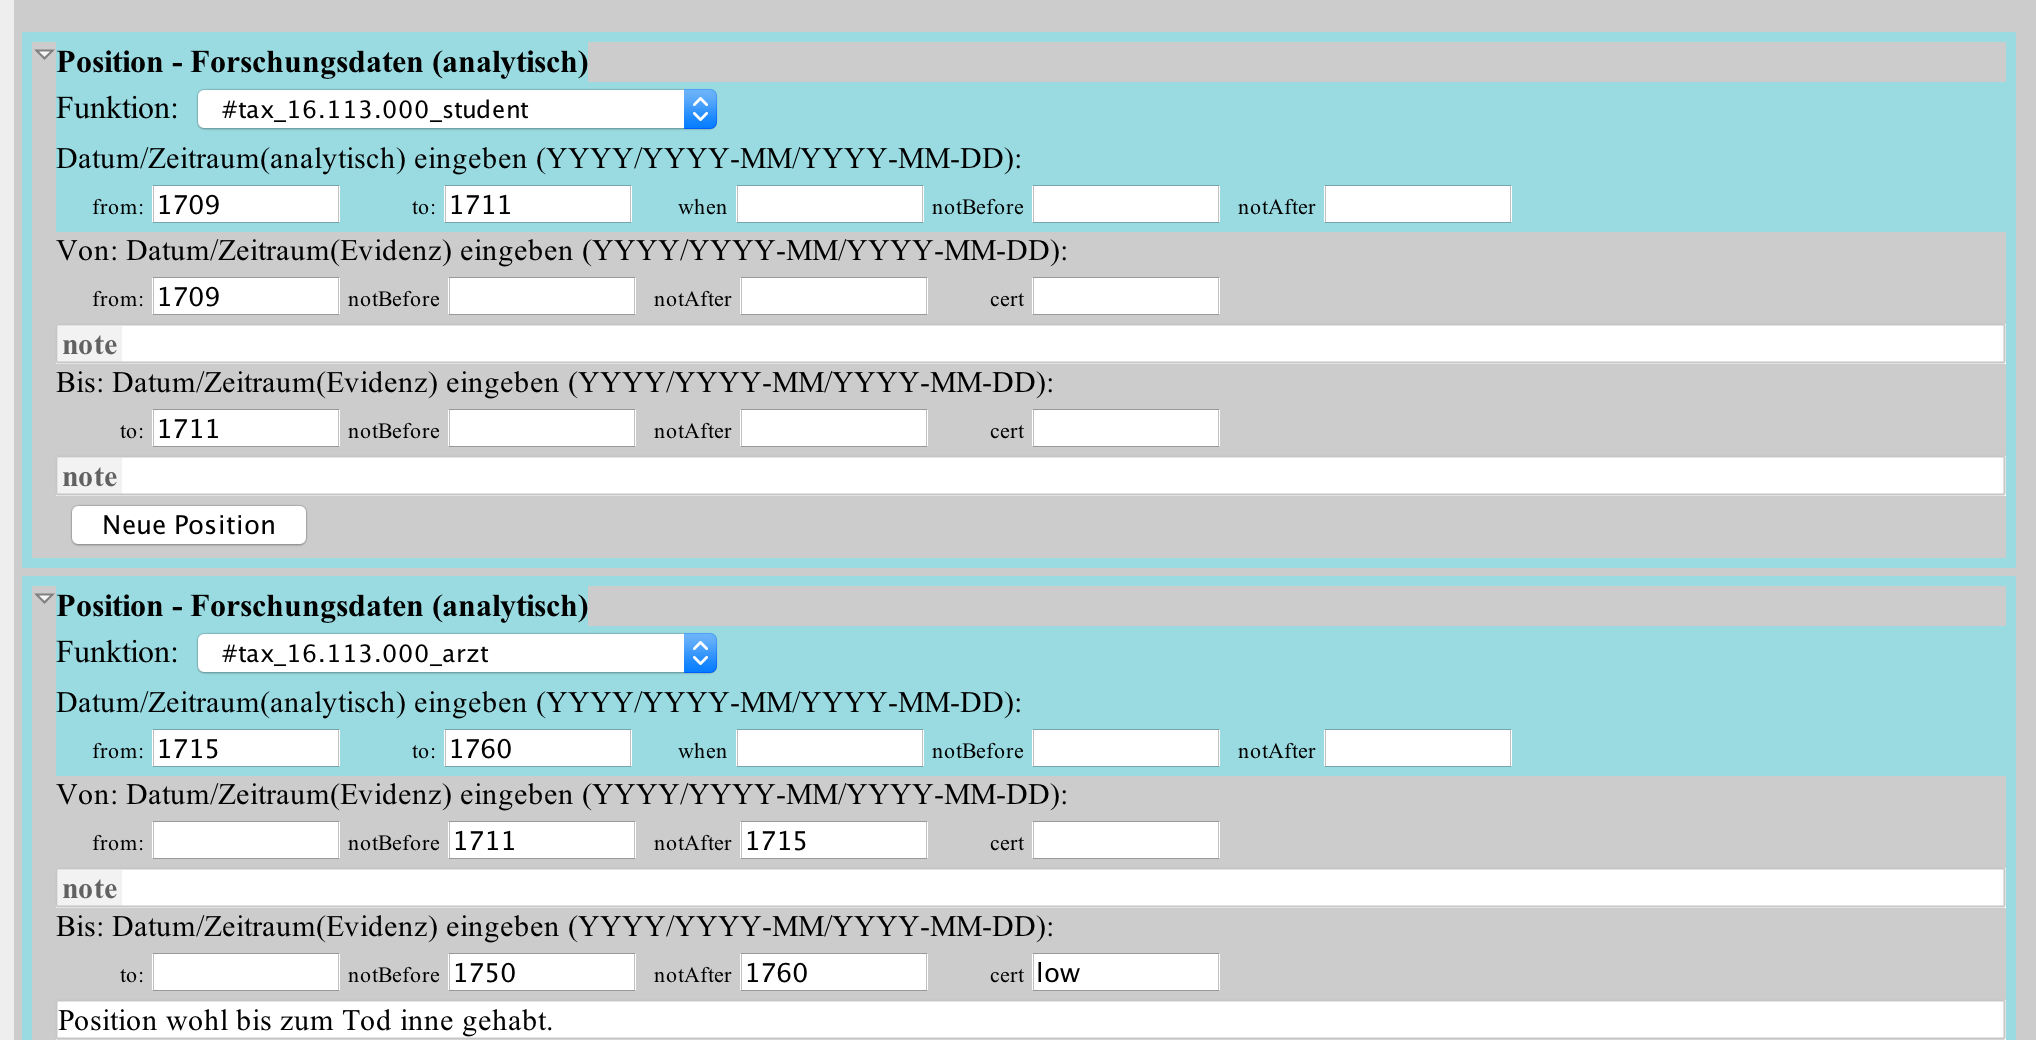 Position - Forschungsdaten (analytisch)
Funktion: #tax_16.113.000_student
Datum/Zeitraum(analytisch) eingeben (YYYY/YYYY-MM/YYYY-MM-DD):
from: 1709 to: 1711 when notBefore notAfter
Von: Datum/Zeitraum(Evidenz) eingeben (YYYY/YYYY-MM/YYYY-MM-DD):
from: 1709 notBefore notAfter cert
note
Bis: Datum/Zeitraum(Evidenz) eingeben (YYYY/YYYY-MM/YYYY-MM-DD):
to: 1711 notBefore notAfter cert
note
Neue Position
Position - Forschungsdaten (analytisch)
Funktion: #tax_16.113.000_arzt
Datum/Zeitraum(analytisch) eingeben (YYYY/YYYY-MM/YYYY-MM-DD):
from: 1715 to: 1760 when notBefore notAfter
Von: Datum/Zeitraum(Evidenz) eingeben (YYYY/YYYY-MM/YYYY-MM-DD):
from: notBefore 1711 notAfter 1715 cert
note
Bis: Datum/Zeitraum(Evidenz) eingeben (YYYY/YYYY-MM/YYYY-MM-DD):
to: notBefore 1750 notAfter 1760 cert low
Position wohl bis zum Tod inne gehabt.